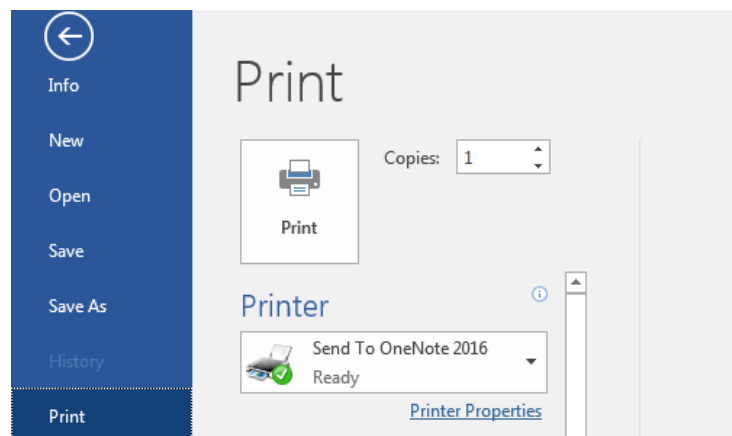 Info
New
Open
Save
Save As
History
Print
Print
Copies: 1
Print
Printer
Send To OneNote 2016
Ready
Printer Properties